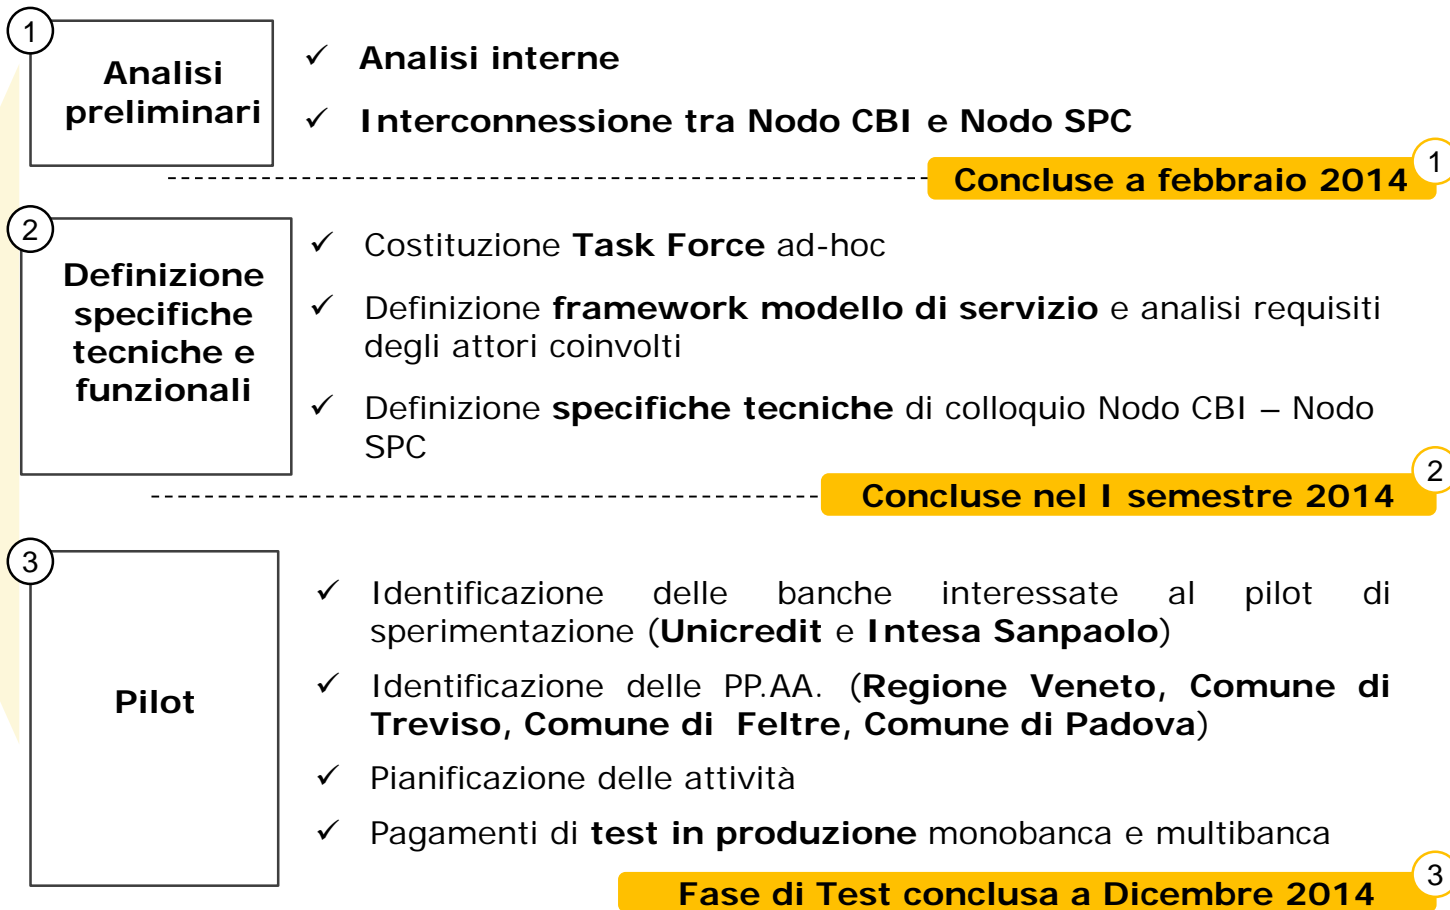 1
Analisi
preliminari
✓ Analisi interne
✓ Interconnessione tra Nodo CBI e Nodo SPC
Concluse a febbraio 2014
1
2
Definizione
specifiche
tecniche e
funzionali
✓ Costituzione Task Force ad-hoc
✓ Definizione framework modello di servizio e analisi requisiti
degli attori coinvolti
✓ Definizione specifiche tecniche di colloquio Nodo CBI – Nodo
SPC
Concluse nel I semestre 2014
2
3
Pilot
✓ Identificazione delle banche interessate al pilot di
sperimentazione (Unicredit e Intesa Sanpaolo)
✓ Identificazione delle PP.AA. (Regione Veneto, Comune di
Treviso, Comune di Feltre, Comune di Padova)
✓ Pianificazione delle attività
✓ Pagamenti di test in produzione monobanca e multibanca
Fase di Test conclusa a Dicembre 2014
3